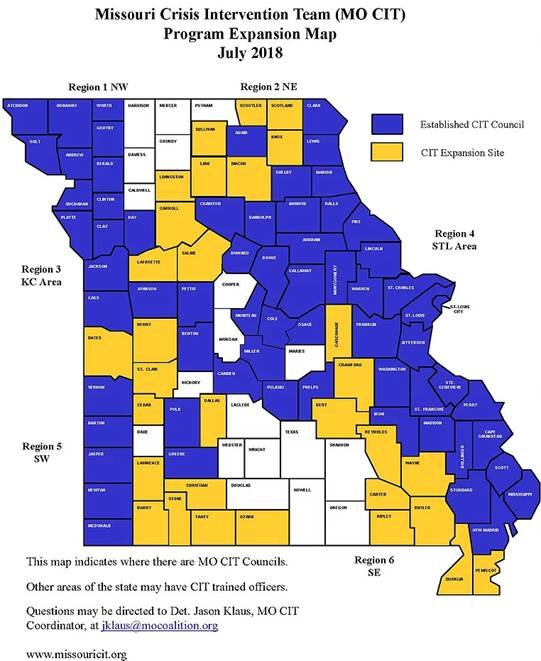 Missouri Crisis Intervention Team (MO CIT)
Program Expansion Map
July 2018
Region 1 NW
Region 2 NE
ATCHISON
WORTH
HARRISON
MERCER
PUTNAM
SCHUYLER
SCOTLAND
CLARK
Established CIT Council
CIT Expansion Site
GENTRY
SULLIVAN
ADAIR
KNOX
LEWIS
HOLT
ANDREW
DEKALB
DAVIESS
GRUNDY
LINN
MACON
SHELBY
MARION
BUCHANAN
CLINTON
CALDWELL
LIVINGSTON
PLATTE
CLAY
RAY
CARROLL
CHARITON
RANDOLPH
MONROE
RALLS
PIKE
AUDRAIN
Region 4
STL Area
Region 3
KC Area
JACKSON
LAFAYETTE
SALINE
HOWARD
BOONE
CALLAWAY
MONTGOMERY
LINCOLN
WARREN
ST. CHARLES
CASS
JOHNSON
PETTIS
COOPER
MONITEAU
COLE
OSAGE
GASCONADE
FRANKLIN
ST. LOUIS
ST. LOUIS
CITY
JEFFERSON
BATES
HENRY
BENTON
MORGAN
MILLER
MARIES
CRAWFORD
WASHINGTON
STE.
GENEVIEVE
VERNON
ST. CLAIR
HICKORY
CAMDEN
PULASKI
PHELPS
DENT
IRON
ST. FRANCOIS
PERRY
Region 5
SW
BARTON
CEDAR
POLK
DALLAS
LACLEDE
TEXAS
REYNOLDS
MADISON
BOLLINGER
CAPE
GIRARDEAU
JASPER
DADE
GREENE
WEBSTER
WRIGHT
SHANNON
WAYNE
SCOTT
NEWTON
LAWRENCE
CHRISTIAN
DOUGLAS
HOWELL
CARTER
STODDARD
MISSISSIPPI
MCDONALD
BARRY
STONE
TANEY
OZARK
OREGON
RIPLEY
BUTLER
NEW MADRID
DUNKLIN
PEMISCOT
Region 6
SE
This map indicates where there are MO CIT Councils.
Other areas of the state may have CIT trained officers.
Questions may be directed to Det. Jason Klaus, MO CIT
Coordinator, at jklaus@mocoalition.org
www.missouricit.org